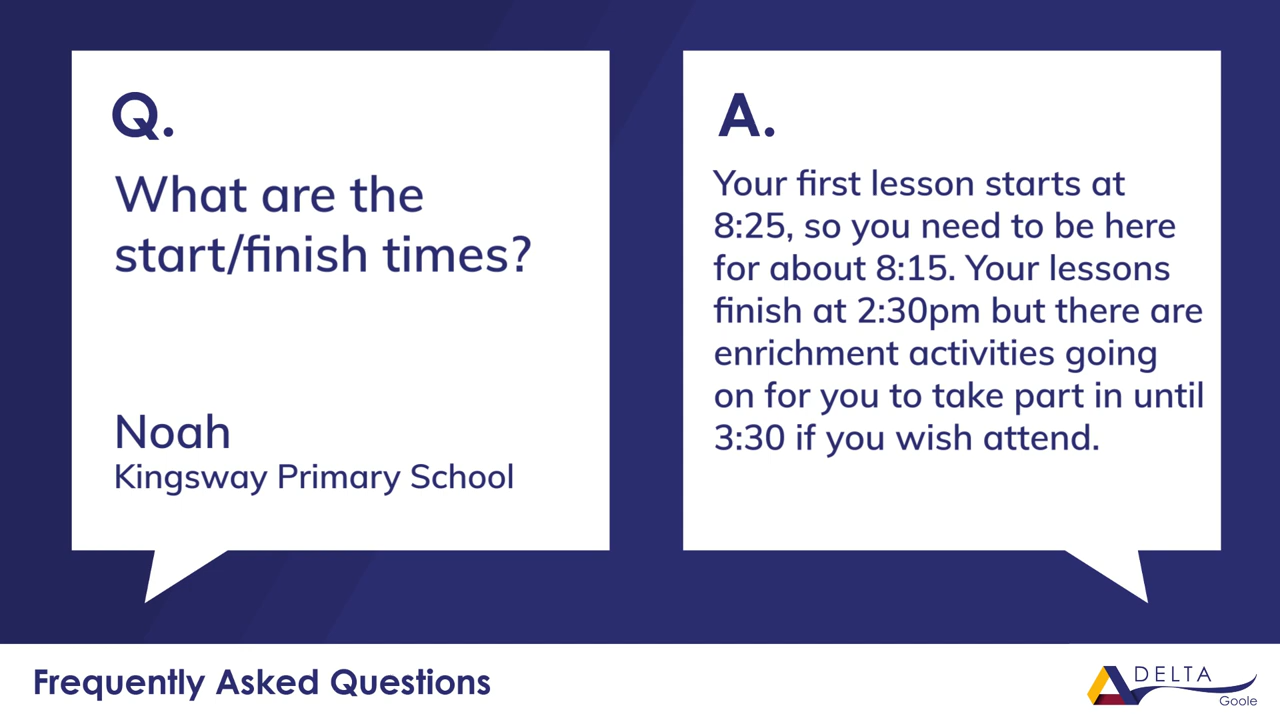 Q.
What are the
start/finish times?
Noah
Kingsway Primary School
A.
Your first lesson starts at
8:25, so you need to be here
for about 8:15. Your lessons
finish at 2:30pm but there are
enrichment activities going
on for you to take part in until
3:30 if you wish attend.
Frequently Asked Questions
DELTA
Goole